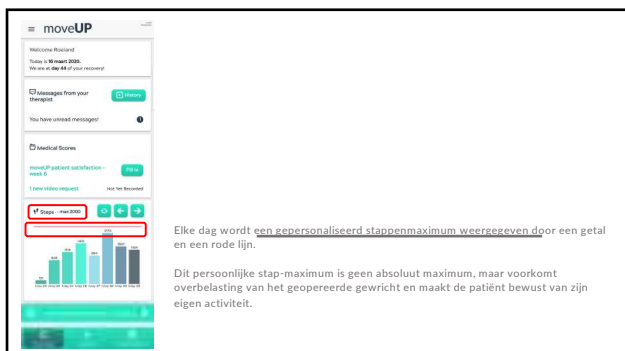 moveUP
Welcome Roeland
Today is 16 maart 2020.
We are at day 44 of your recovery!
Messages from your
therapist
History
You have unread messages!
Medical Scores
moveUP patient satisfaction -
week 6
Fill in
1 new video request
Not Yet Recorded
Steps - max 2000
Elke dag wordt een gepersonaliseerd stappenmaximum weergegeven door een getal
en een rode lijn.
Dit persoonlijke stap-maximum is geen absoluut maximum, maar voorkomt
overbelasting van het geopereerde gewricht en maakt de patiënt bewust van zijn
eigen activiteit.